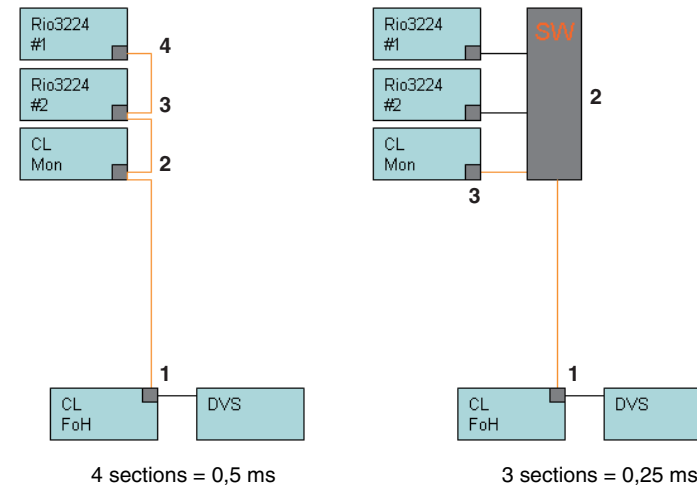 Rio3224
#1
4
Rio3224
#2
3
CL
Mon
2
1
CL
FoH
DVS
4 sections = 0,5 ms
Rio3224
#1
SW
Rio3224
#2
2
CL
Mon
3
1
CL
FoH
DVS
3 sections = 0,25 ms